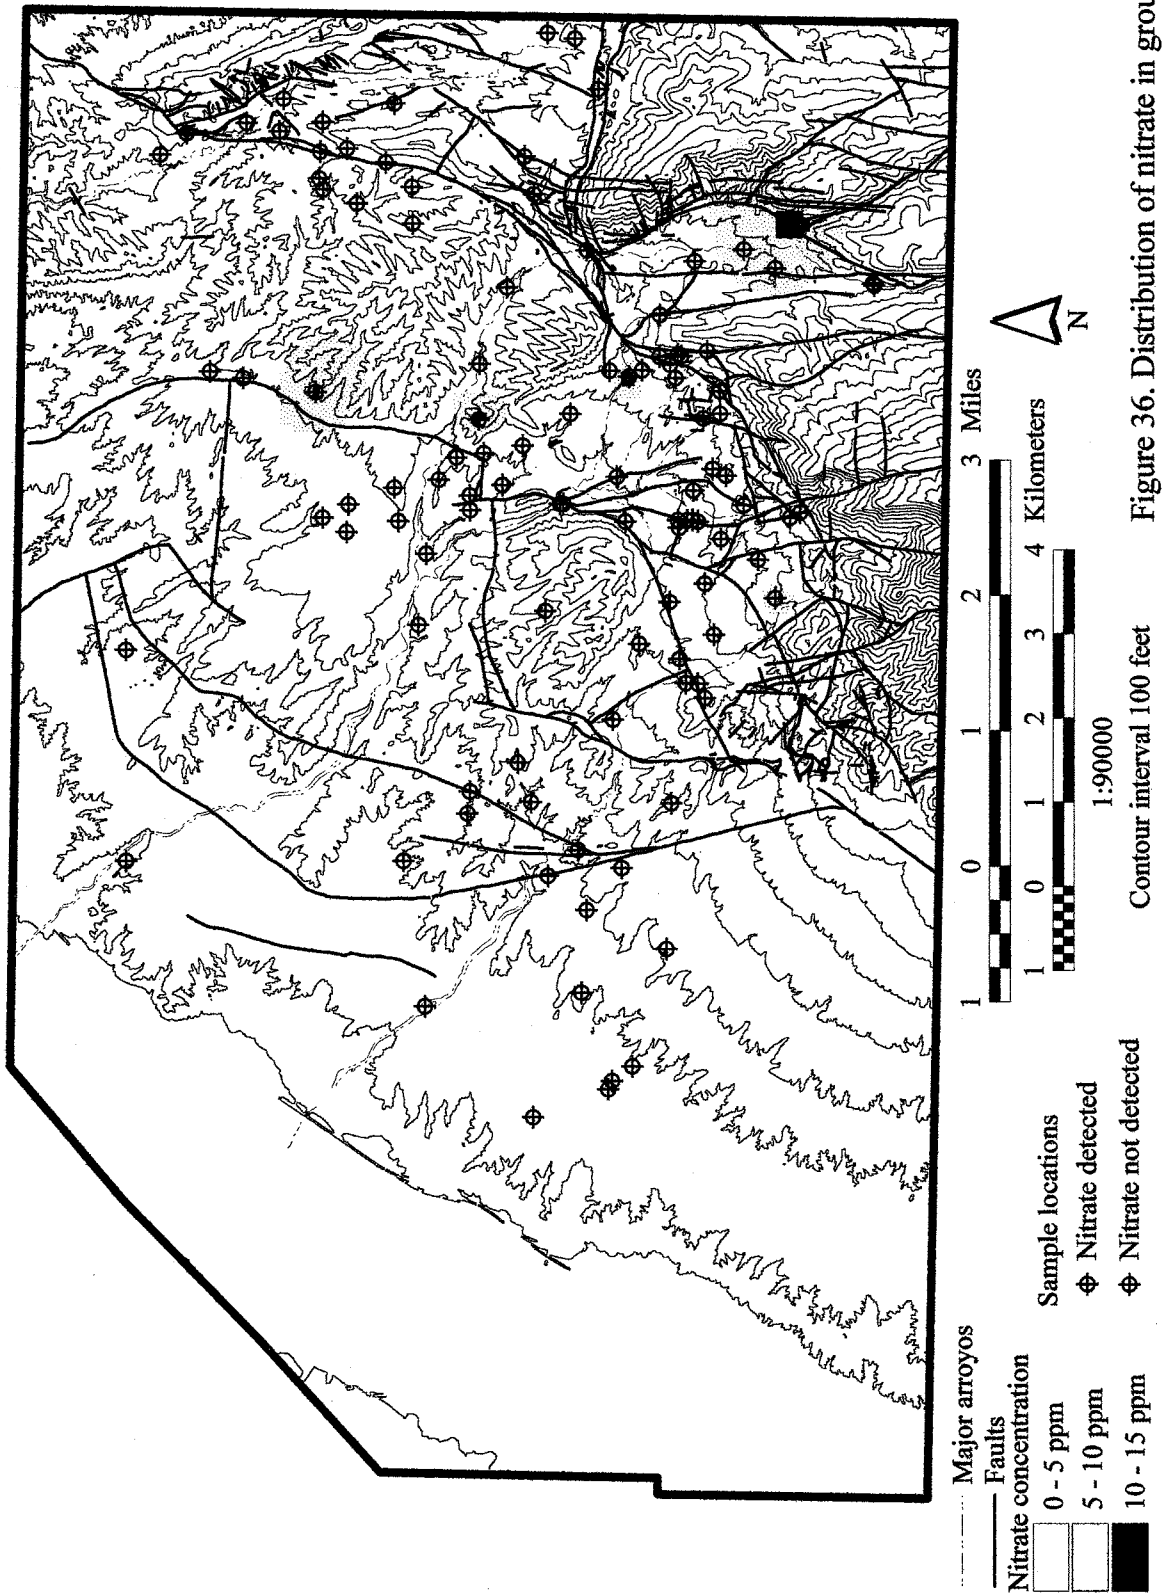 Major arroyos
Faults
Nitrate concentration
0 - 5 ppm
5 - 10 ppm
10 - 15 ppm
Sample locations
Nitrate detected
Nitrate not detected
1 0 1 2 3 Miles
1 0 1 2 3 4 Kilometers
1:90000
Contour interval 100 feet
N
Figure 36. Distribution of nitrate in grou